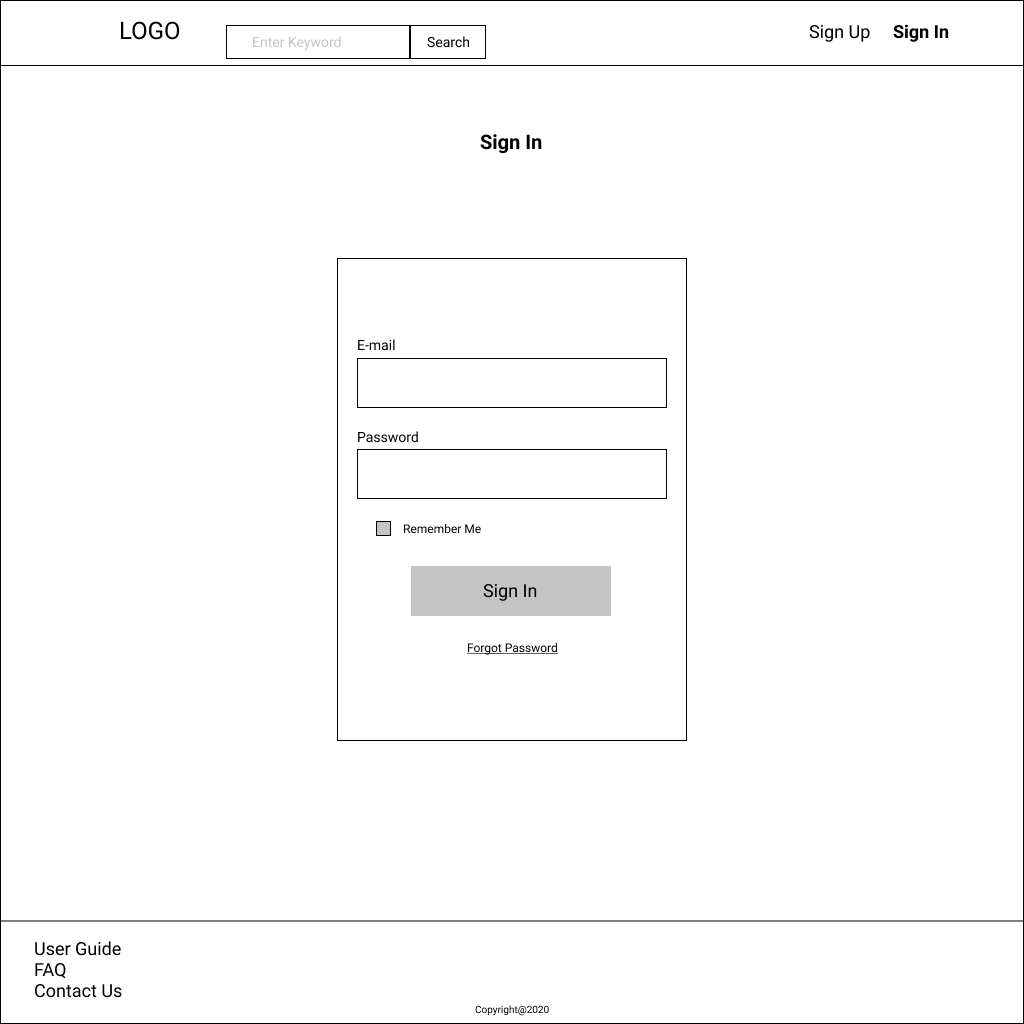 LOGO
Enter Keyword
Search
Sign Up
Sign In
Sign In
E-mail
Password
Remember Me
Sign In
Forgot Password
User Guide
FAQ
Contact Us
Copyright@2020